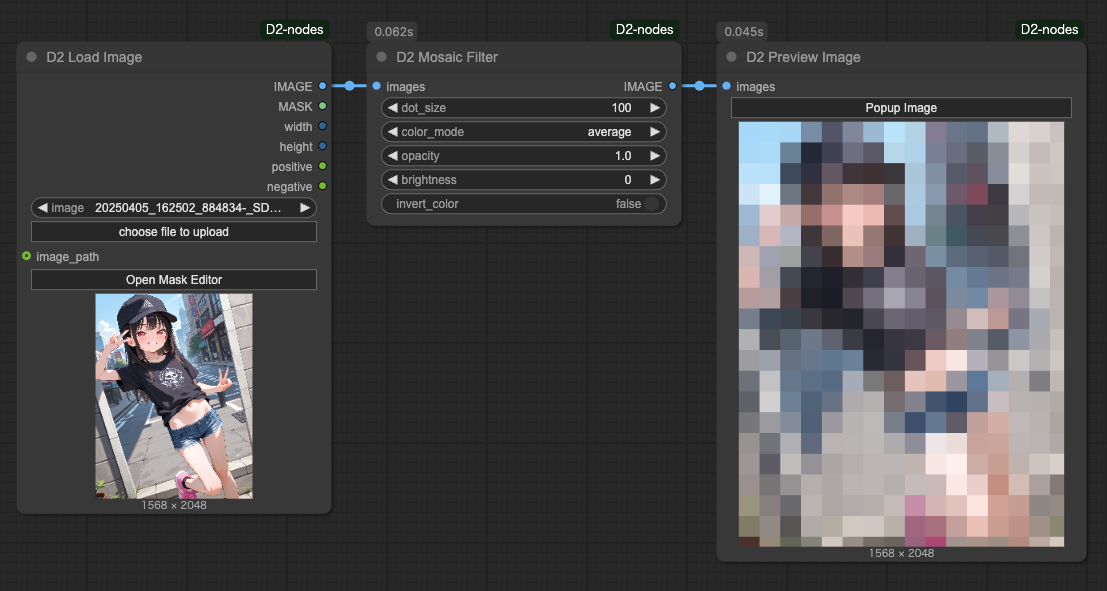 D2-nodes
D2 Load Image
IMAGE
MASK
width
height
positive
negative
image 20250405_162502_884834-_SD...
choose file to upload
image_path
Open Mask Editor
1568 × 2048
0.062s
D2-nodes
D2 Mosaic Filter
images IMAGE
dot_size 100
color_mode average
opacity 1.0
brightness 0
invert_color false
0.045s
D2-nodes
D2 Preview Image
images
Popup Image
1568 × 2048